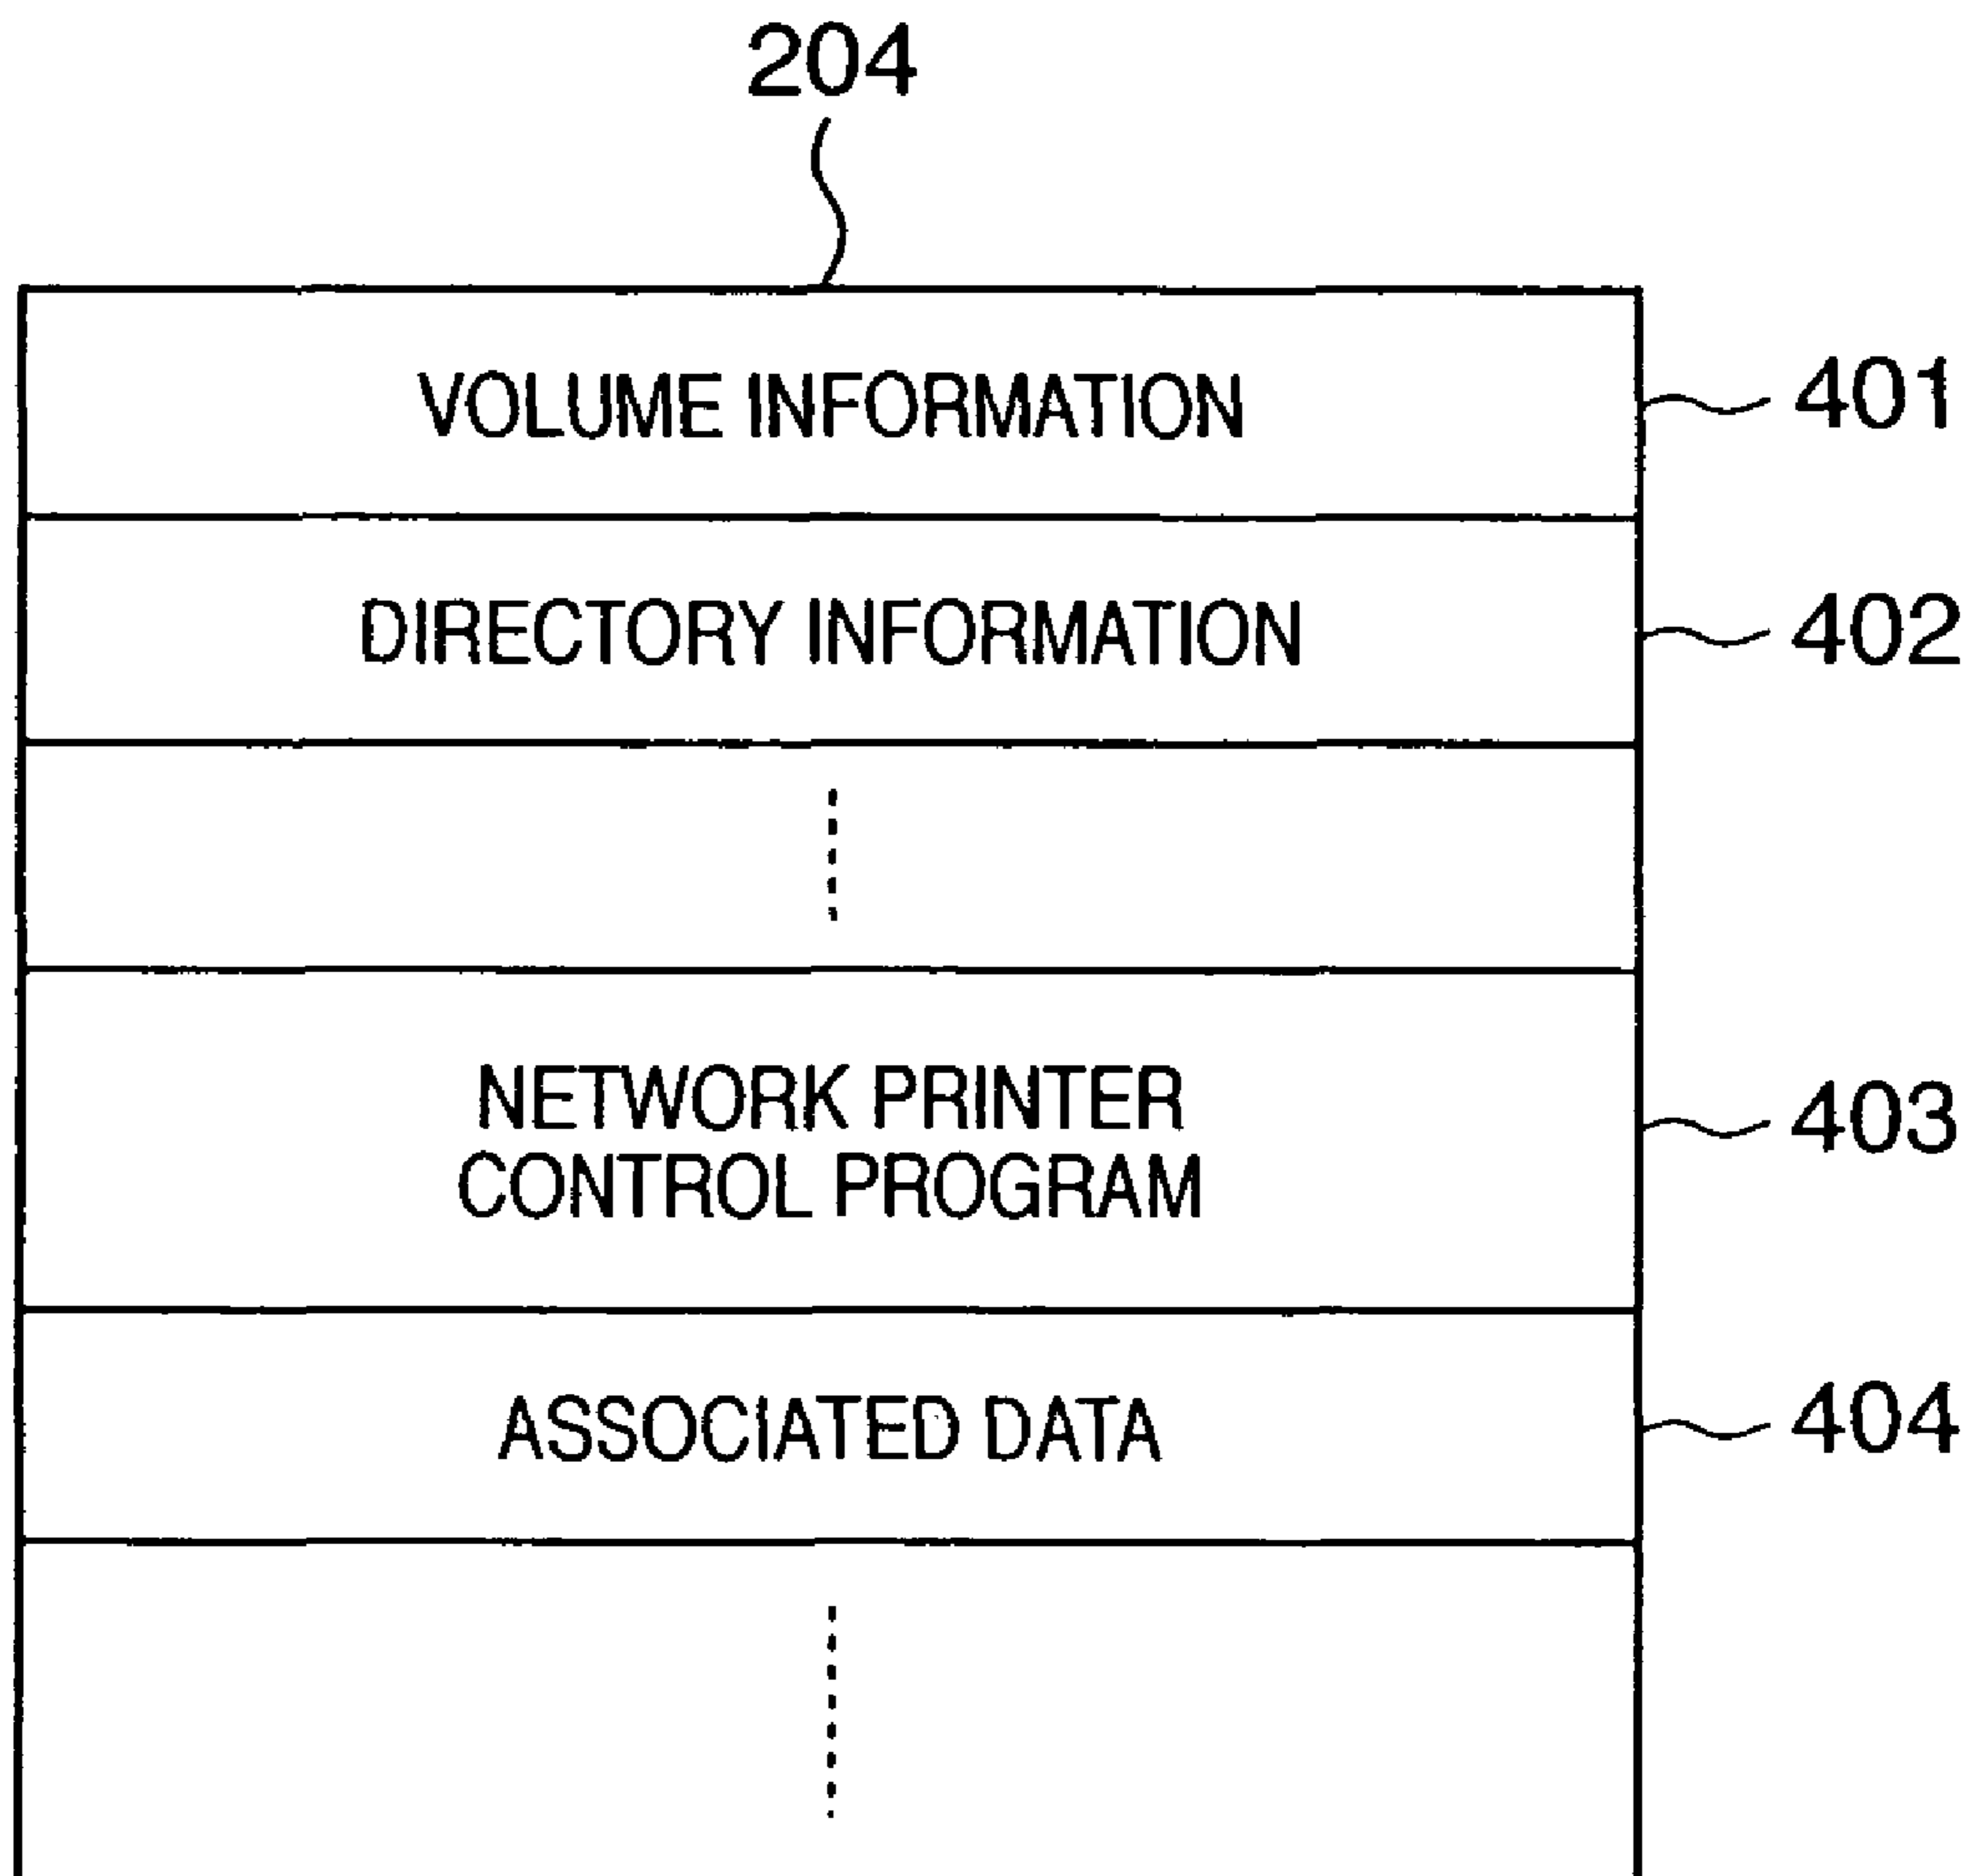 204
VOLUME INFORMATION
401
DIRECTORY INFORMATION
402
NETWORK PRINTER
CONTROL PROGRAM
403
ASSOCIATED DATA
404